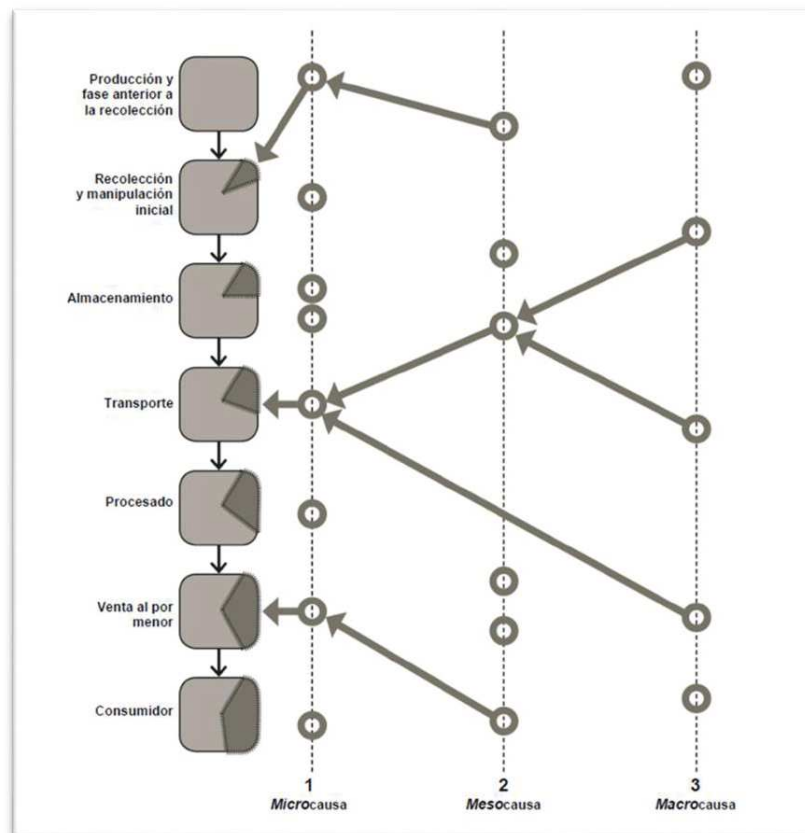 Producción y
fase anterior a
la recolección
Recolección
y manipulación
inicial
Almacenamiento
Transporte
Procesado
Venta al por
menor
Consumidor
1
Microcausa
2
Mesocausa
3
Macrocausa